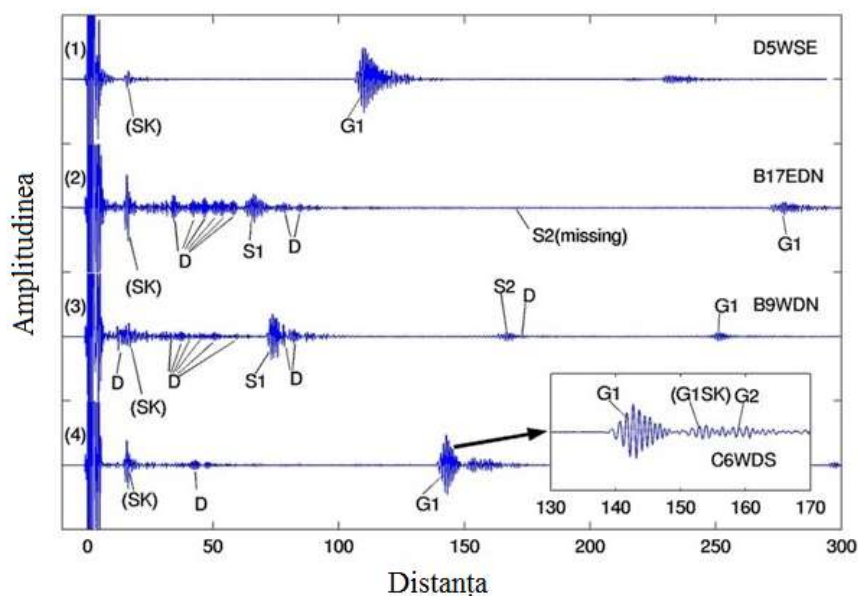 Amplitudinea
(1)
D5WSE
(SK)
G1
(2)
B17EDN
D
S1
D
S2(missing)
G1
(SK)
(3)
B9WDN
S2
D
G1
D
D
S1
D
(SK)
(4)
G1
(G1SK)
G2
C6WDS
130 140 150 160 170
(SK)
D
G1
0 50 100 150 200 250 300
Distanța